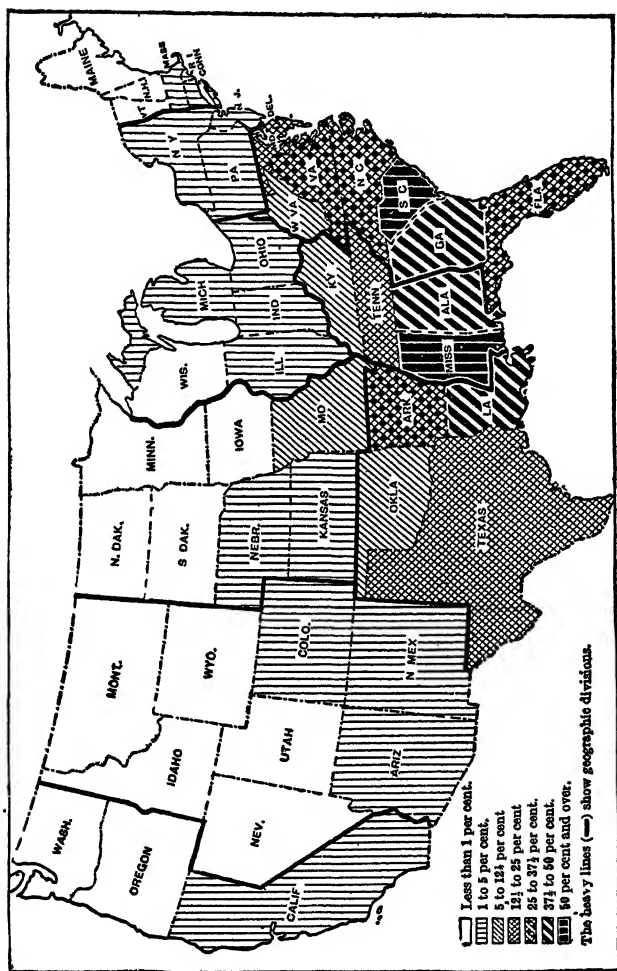 WASH.
OREGON
CALIF
NEV.
IDAHO
MONT.
WYO.
UTAH
ARIZ
COLO.
N MEX
N. DAK.
S DAK.
NEBR.
KANSAS
OKLA
TEXAS
MINN.
IOWA
MO
ARK
LA
WIS.
ILL
MICH
IND
OHIO
KY
TENN
MISS
ALA
GA
FLA
S C
N C
VA
W VA
PA
N Y
N. J.
DEL.
MAINE
VT
N.H.
MASS
R I
CONN
Less than 1 per cent.
1 to 5 per cent.
5 to 12½ per cent
12½ to 25 per cent
25 to 37½ per cent.
37½ to 50 per cent.
50 per cent and over.
The heavy lines (—) show geographic divisions.